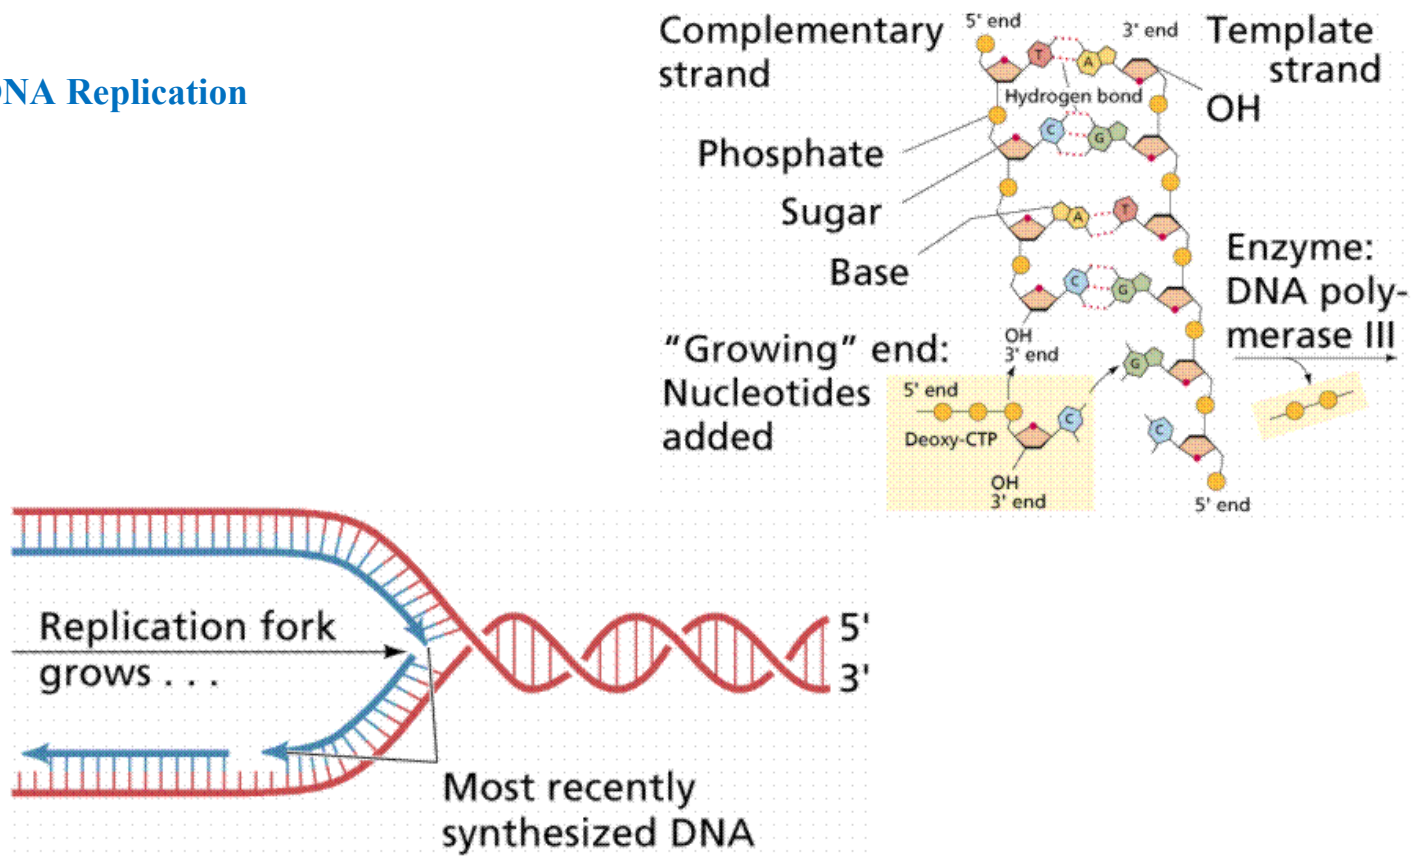 NA Replication
Complementary
strand
5' end
3' end
Template
strand
T
A
Hydrogen bond
OH
C
G
Phosphate
Sugar
A
T
Base
C
G
Enzyme:
DNA poly-
merase III
"Growing" end:
Nucleotides
added
OH
3' end
G
5' end
Deoxy-CTP
C
C
OH
3' end
5' end
Replication fork
grows . . .
5'
3'
Most recently
synthesized DNA